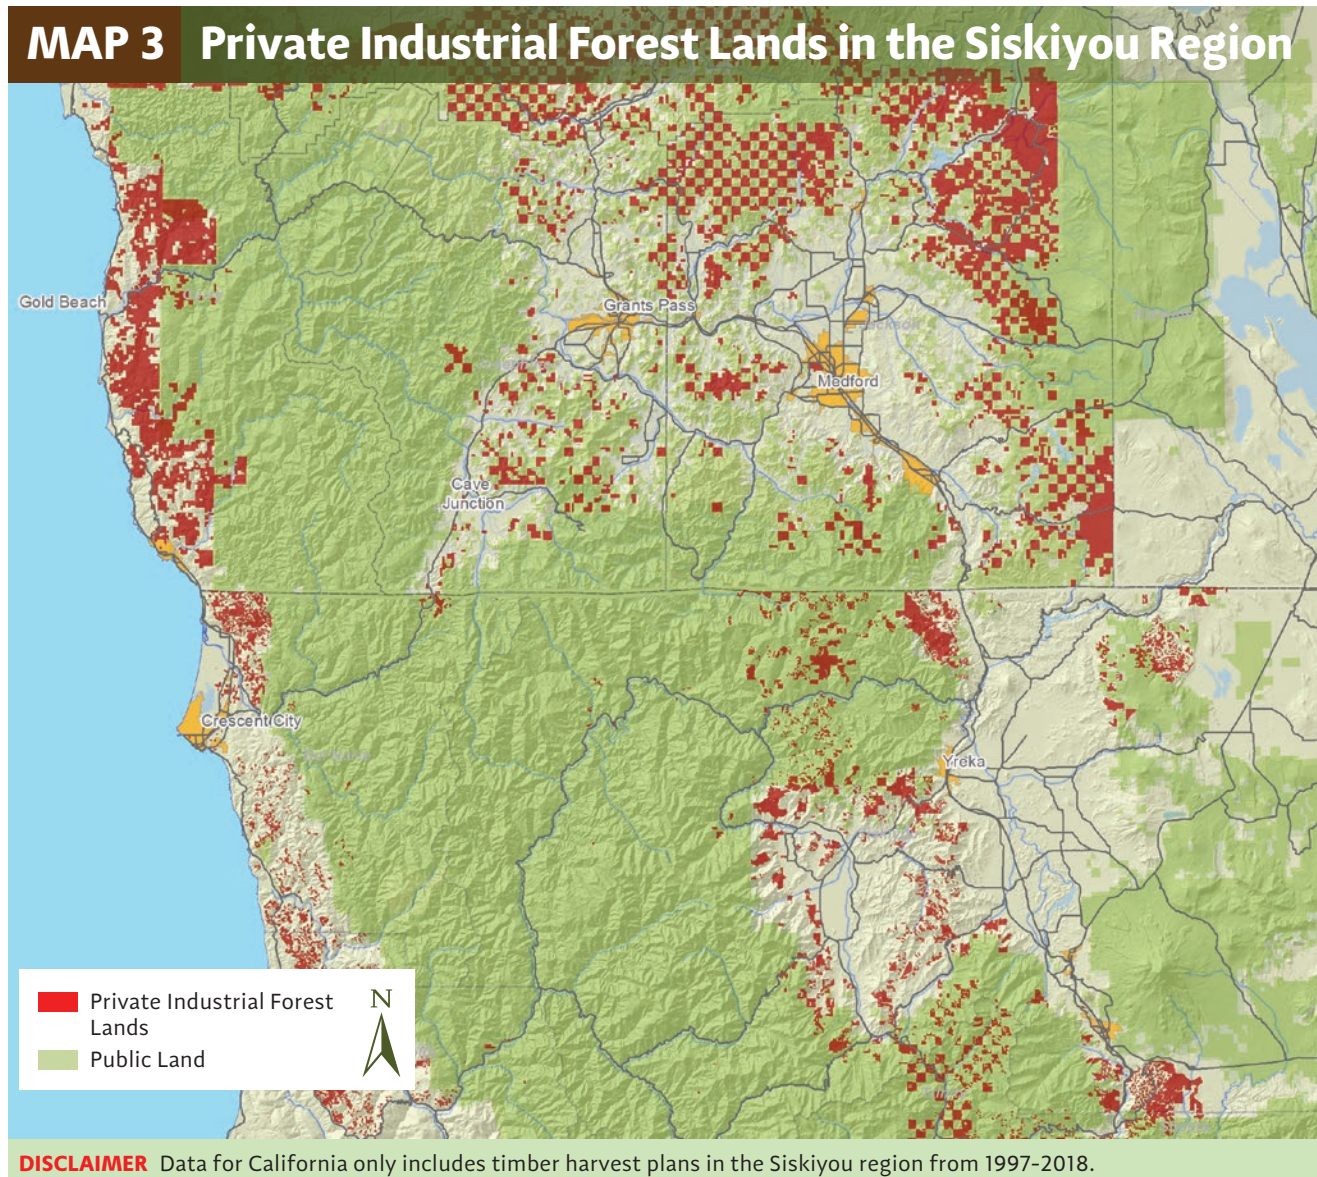 MAP 3 Private Industrial Forest Lands in the Siskiyou Region
Gold Beach
Grants Pass
Jackson
Medford
Cave
Junction
Crescent City
Yreka
Private Industrial Forest
Lands
Public Land
N
DISCLAIMER Data for California only includes timber harvest plans in the Siskiyou region from 1997-2018.